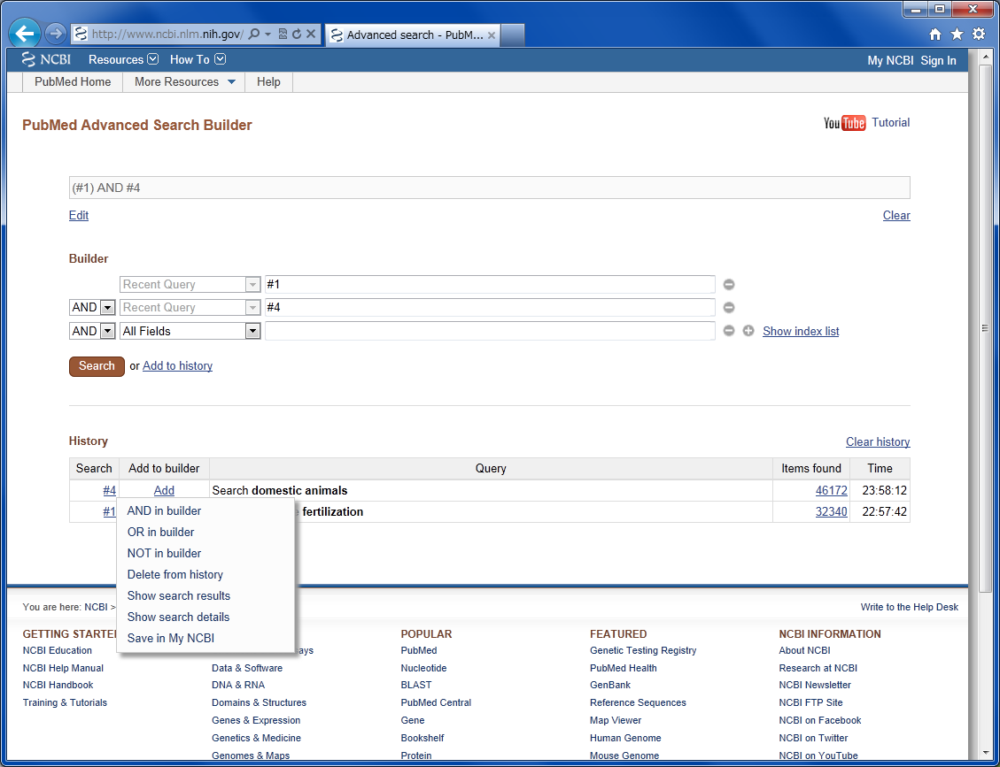 http://www.ncbi.nlm.nih.gov/ Advanced search - PubM...
NCBI Resources How To My NCBI Sign In
PubMed Home More Resources Help
PubMed Advanced Search Builder YouTube Tutorial
(#1) AND #4
Edit Clear
Builder
Recent Query #1
AND Recent Query #4
AND All Fields Show index list
Search or Add to history
History Clear history
Search Add to builder Query Items found Time
#4 Add Search domestic animals 46172 23:58:12
#1 fertilization 32340 22:57:42
AND in builder
OR in builder
NOT in builder
Delete from history
Show search results
Show search details
Save in My NCBI
You are here: NCBI > Write to the Help Desk
GETTING STARTE POPULAR FEATURED NCBI INFORMATION
NCBI Education ays PubMed Genetic Testing Registry About NCBI
NCBI Help Manual Data & Software Nucleotide PubMed Health Research at NCBI
NCBI Handbook DNA & RNA BLAST GenBank NCBI Newsletter
Training & Tutorials Domains & Structures PubMed Central Reference Sequences NCBI FTP Site
Genes & Expression Gene Map Viewer NCBI on Facebook
Genetics & Medicine Bookshelf Human Genome NCBI on Twitter
Genomes & Maps Protein Mouse Genome NCBI on YouTube